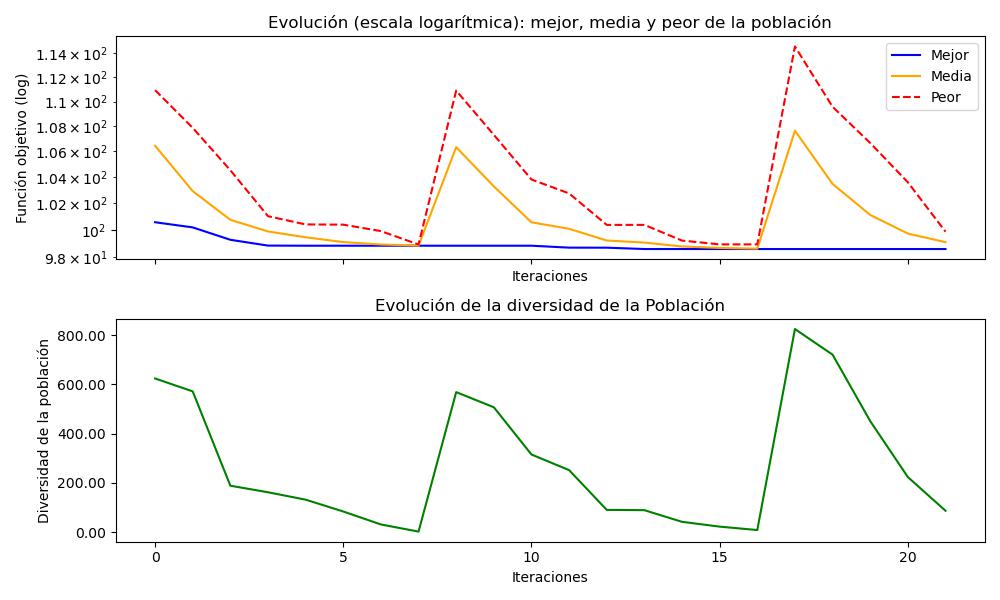 Evolución (escala logarítmica): mejor, media y peor de la población
Función objetivo (log)
1.14 × 10²
1.12 × 10²
1.1 × 10²
1.08 × 10²
1.06 × 10²
1.04 × 10²
1.02 × 10²
10²
9.8 × 10¹
Mejor
Media
Peor
Iteraciones
Evolución de la diversidad de la Población
Diversidad de la población
800.00
600.00
400.00
200.00
0.00
0 5 10 15 20
Iteraciones